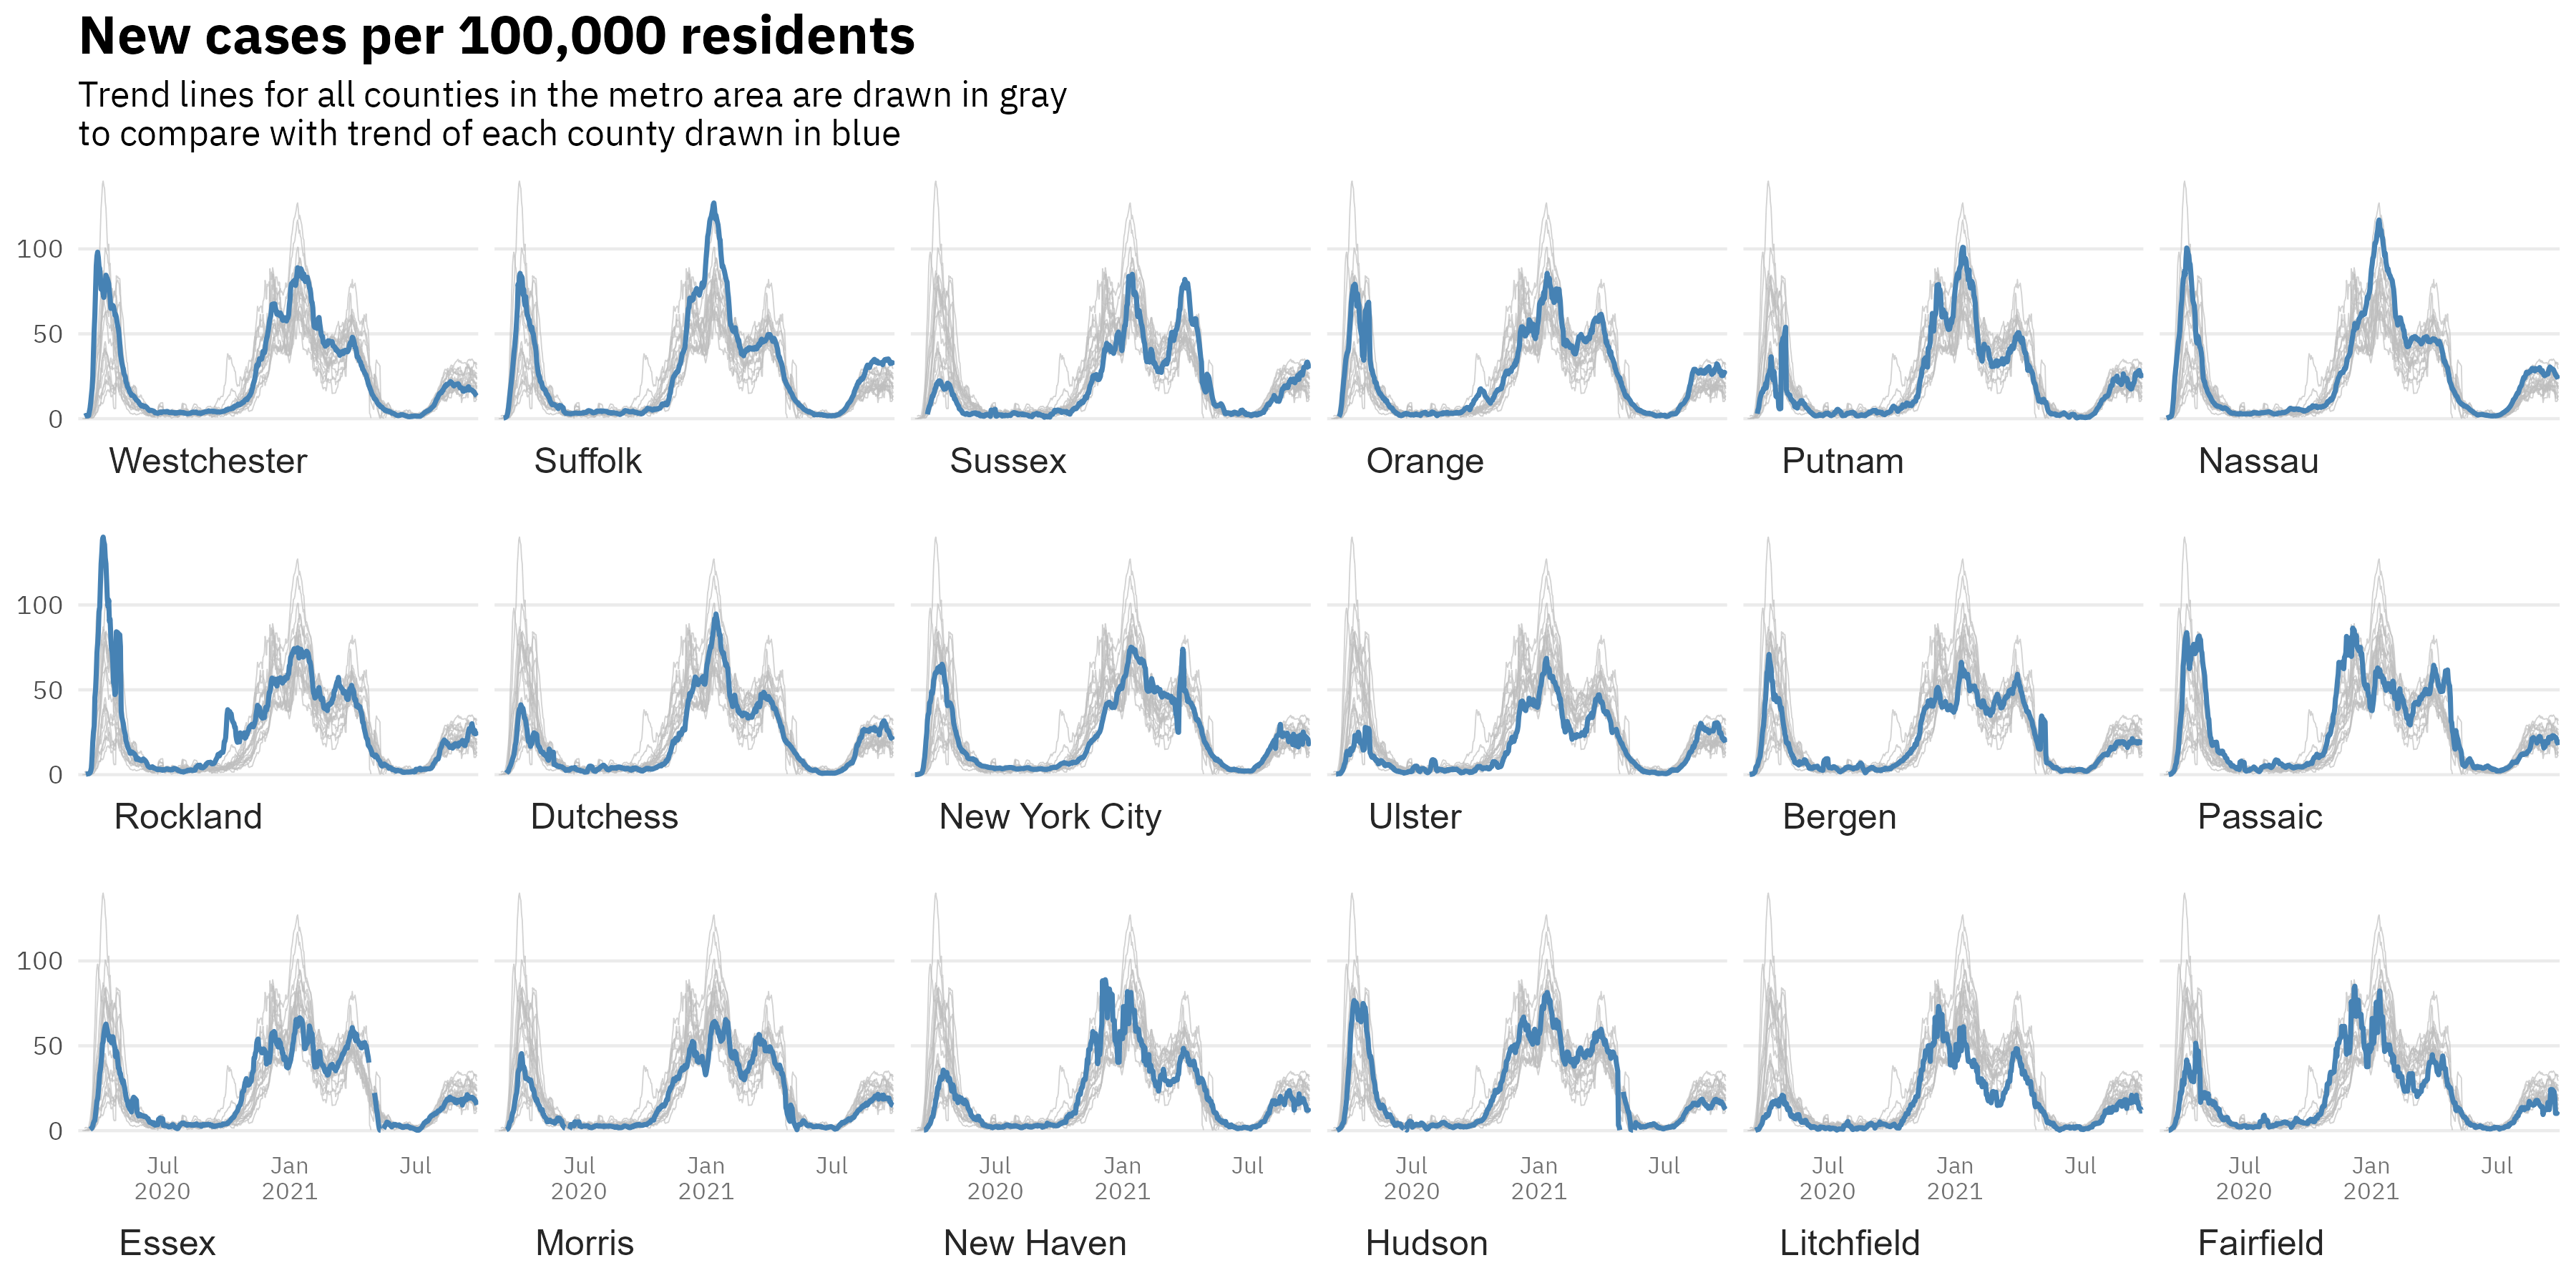 New cases per 100,000 residents
Trend lines for all counties in the metro area are drawn in gray
to compare with trend of each county drawn in blue
100
50
0
Westchester
Suffolk
Sussex
Orange
Putnam
Nassau
100
50
0
Rockland
Dutchess
New York City
Ulster
Bergen
Passaic
100
50
0
Jul
2020
Jan
2021
Jul
Jul
2020
Jan
2021
Jul
Jul
2020
Jan
2021
Jul
Jul
2020
Jan
2021
Jul
Jul
2020
Jan
2021
Jul
Jul
2020
Jan
2021
Jul
Essex
Morris
New Haven
Hudson
Litchfield
Fairfield